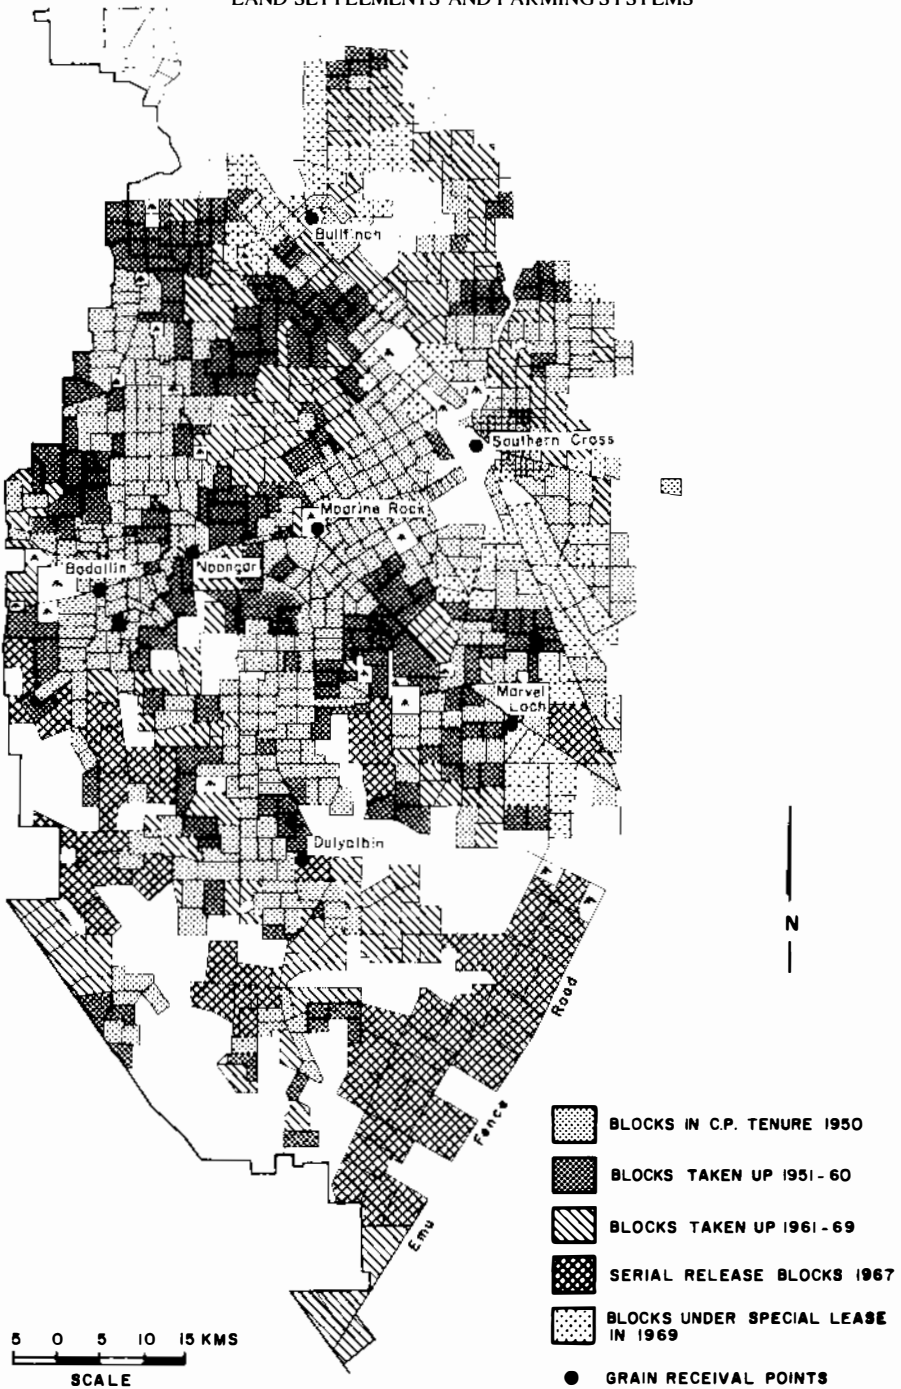 LAND SETTLEMENTS AND FARMING SYSTEMS
Bullfinch
Southern Cross
Moorine Rock
Bodallin
Noongar
Marvel
Loch
Dulyalbin
N
Road
Fence
Emu
BLOCKS IN C.P. TENURE 1950
BLOCKS TAKEN UP 1951-60
BLOCKS TAKEN UP 1961-69
SERIAL RELEASE BLOCKS 1967
BLOCKS UNDER SPECIAL LEASE
IN 1969
GRAIN RECEIVAL POINTS
5 0 5 10 15 KMS
SCALE